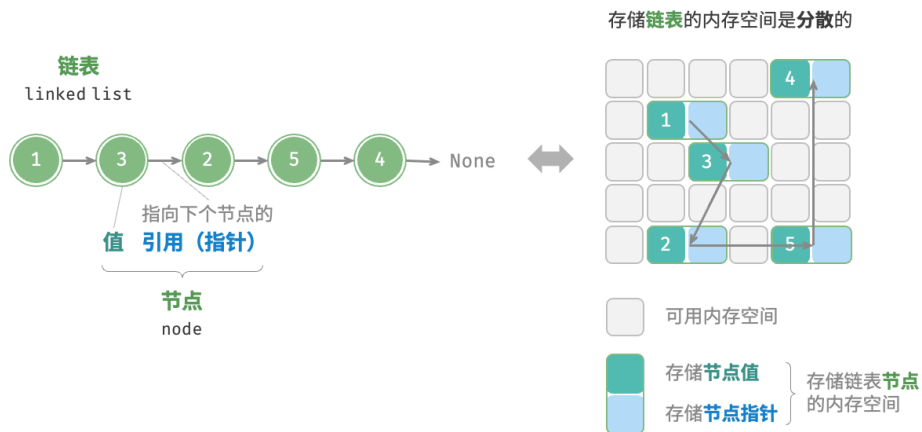 存储链表的内存空间是分散的
链表
linked list
1 3 2 5 4 None
指向下个节点的
值 引用（指针）
节点
node
4
1
3
2 5
可用内存空间
存储节点值
存储节点指针
存储链表节点
的内存空间